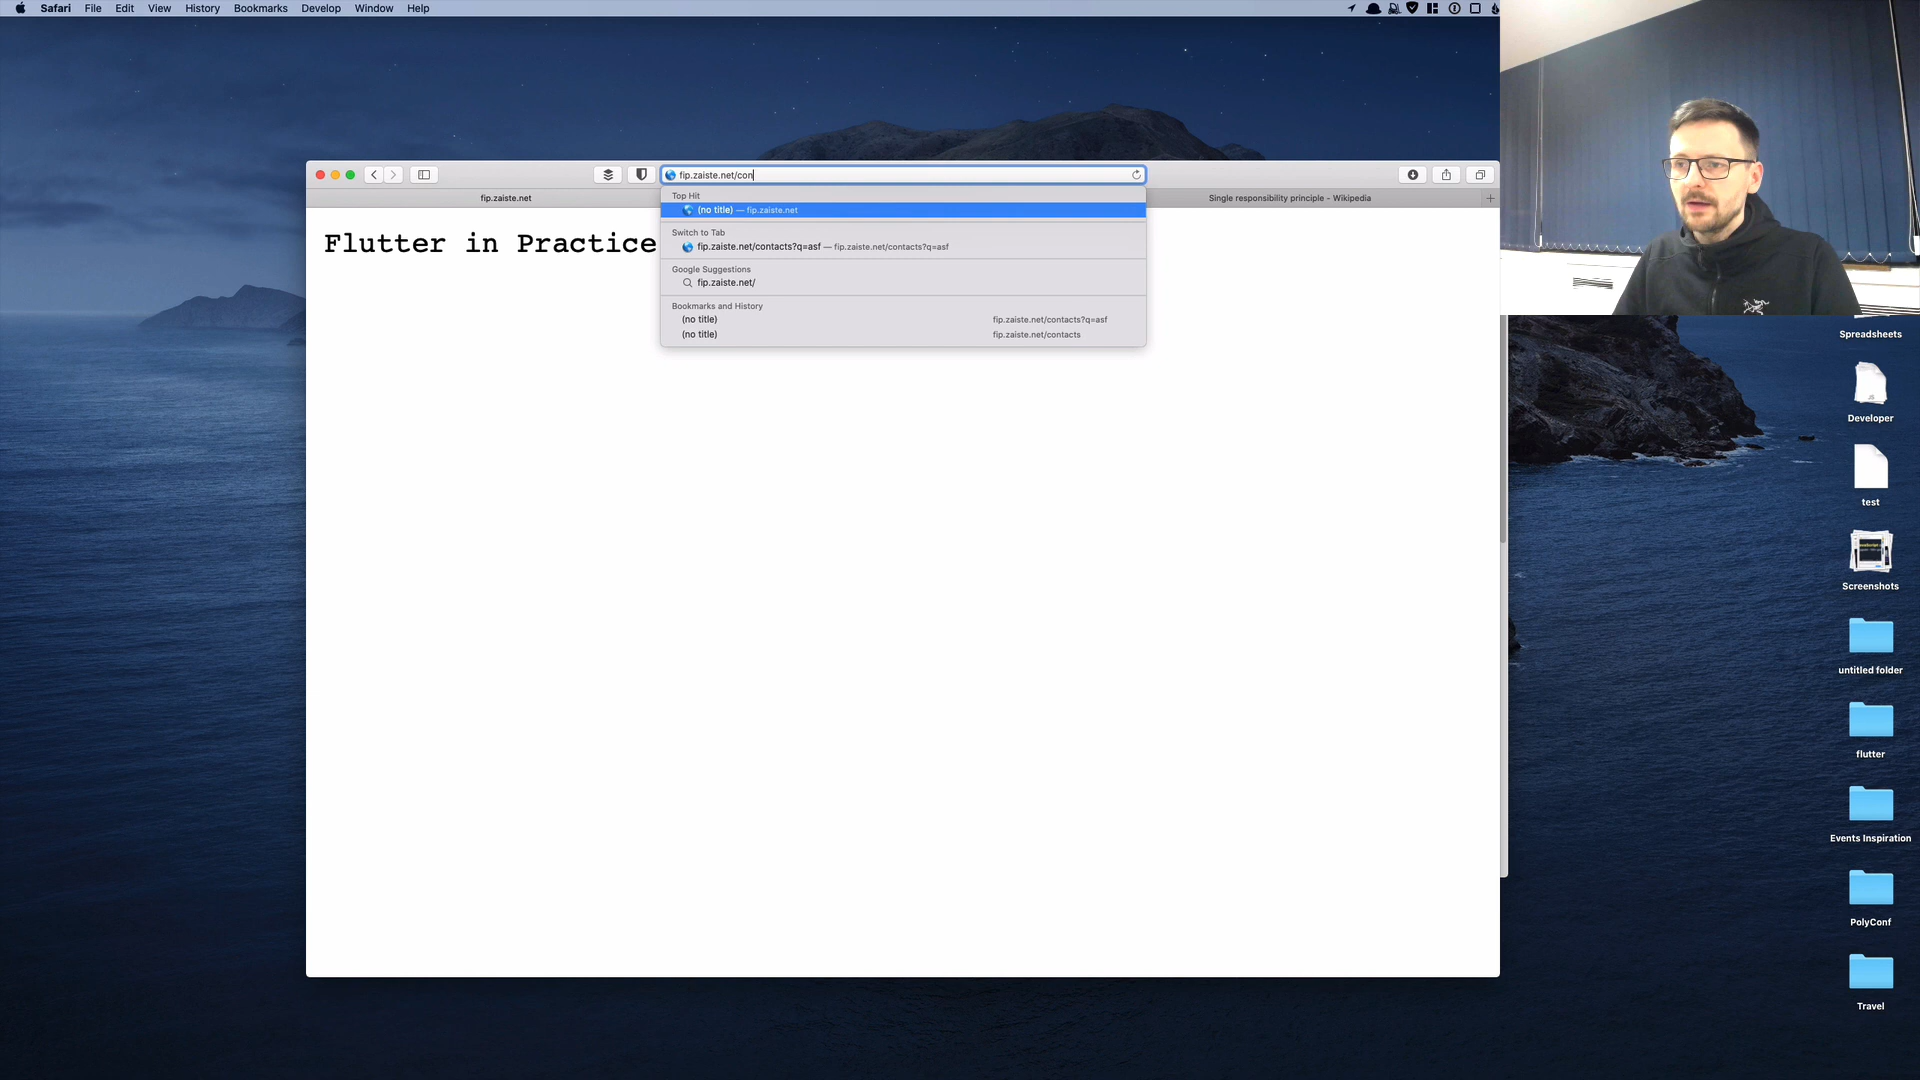 Safari File Edit View History Bookmarks Develop Window Help
fip.zaiste.net/con
fip.zaiste.net
Single responsibility principle - Wikipedia
Top Hit
(no title) — fip.zaiste.net
Switch to Tab
fip.zaiste.net/contacts?q=asf — fip.zaiste.net/contacts?q=asf
Google Suggestions
fip.zaiste.net/
Bookmarks and History
(no title) fip.zaiste.net/contacts?q=asf
(no title) fip.zaiste.net/contacts
Flutter in Practice
Spreadsheets
Developer
test
Screenshots
untitled folder
flutter
Events Inspiration
PolyConf
Travel